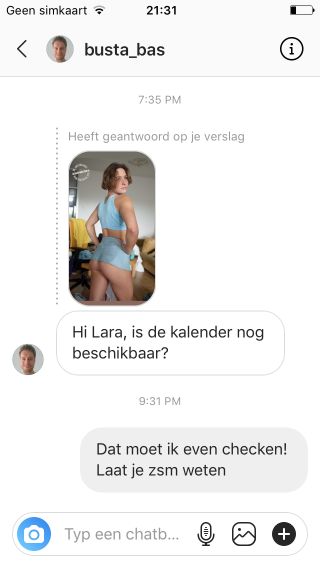 Geen simkaart
21:31
busta_bas
7:35 PM
Heeft geantwoord op je verslag
Hi Lara, is de kalender nog
beschikbaar?
9:31 PM
Dat moet ik even checken!
Laat je zsm weten
Typ een chatb...